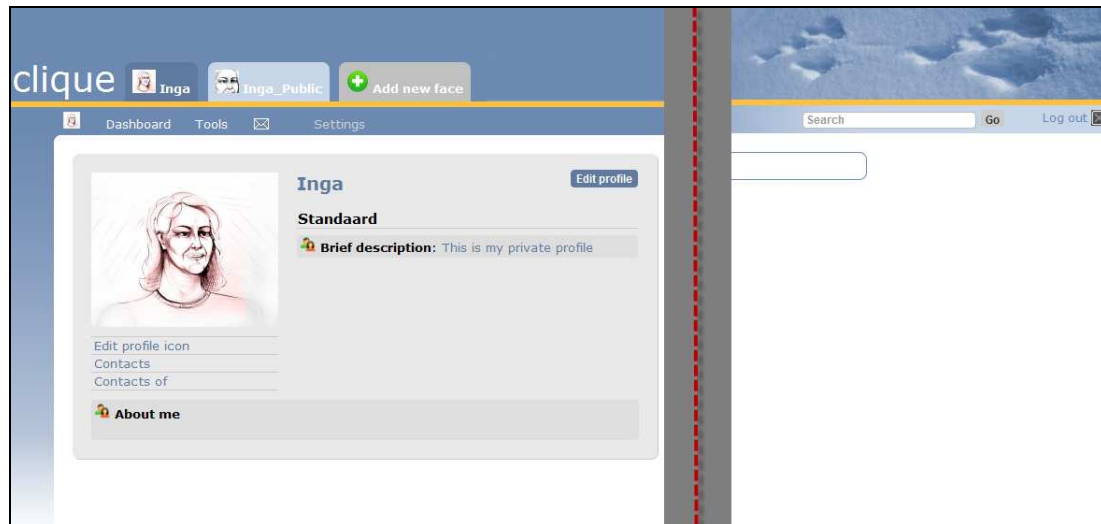 clique Inga Inga_Public Add new face
Dashboard Tools Settings Search Go Log out
Inga Edit profile
Standaard
Brief description: This is my private profile
Edit profile icon
Contacts
Contacts of
About me